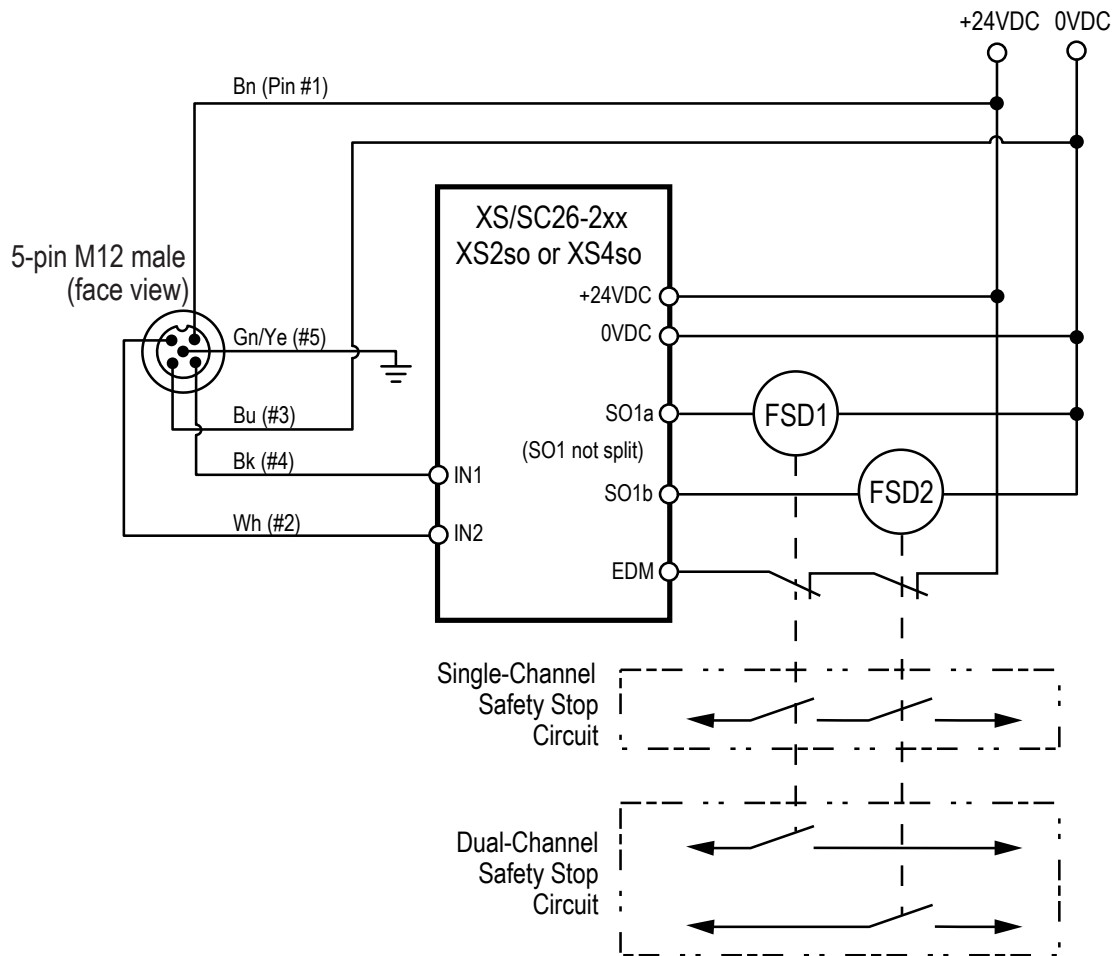 +24VDC 0VDC
Bn (Pin #1)
XS/SC26-2xx
XS2so or XS4so
5-pin M12 male
(face view)
+24VDC
0VDC
Gn/Ye (#5)
Bu (#3)
SO1a
FSD1
(SO1 not split)
Bk (#4)
IN1
SO1b
FSD2
Wh (#2)
IN2
EDM
Single-Channel
Safety Stop
Circuit
Dual-Channel
Safety Stop
Circuit